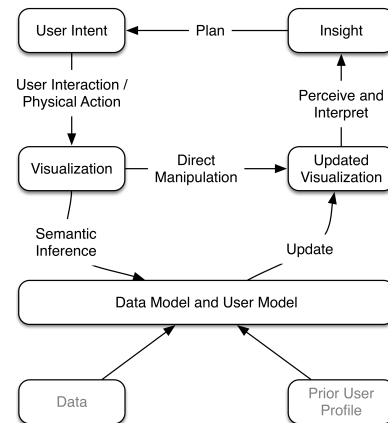 User Intent
Plan
Insight
User Interaction /
Physical Action
Perceive and
Interpret
Visualization
Direct
Manipulation
Updated
Visualization
Semantic
Inference
Update
Data Model and User Model
Data
Prior User
Profile